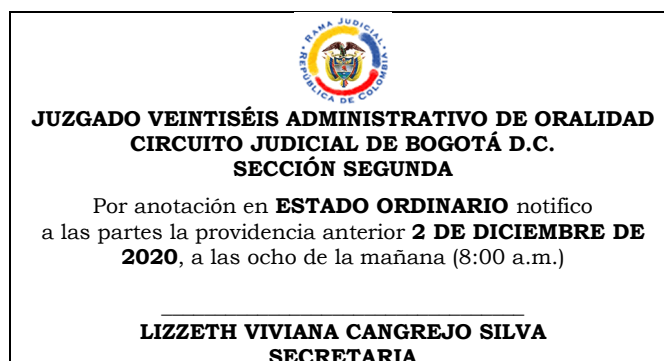 RAMA JUDICIAL
REPÚBLICA DE COLOMBIA
JUZGADO VEINTISÉIS ADMINISTRATIVO DE ORALIDAD
CIRCUITO JUDICIAL DE BOGOTÁ D.C.
SECCIÓN SEGUNDA
Por anotación en ESTADO ORDINARIO notifico
a las partes la providencia anterior 2 DE DICIEMBRE DE
2020, a las ocho de la mañana (8:00 a.m.)
LIZZETH VIVIANA CANGREJO SILVA
SECRETARIA